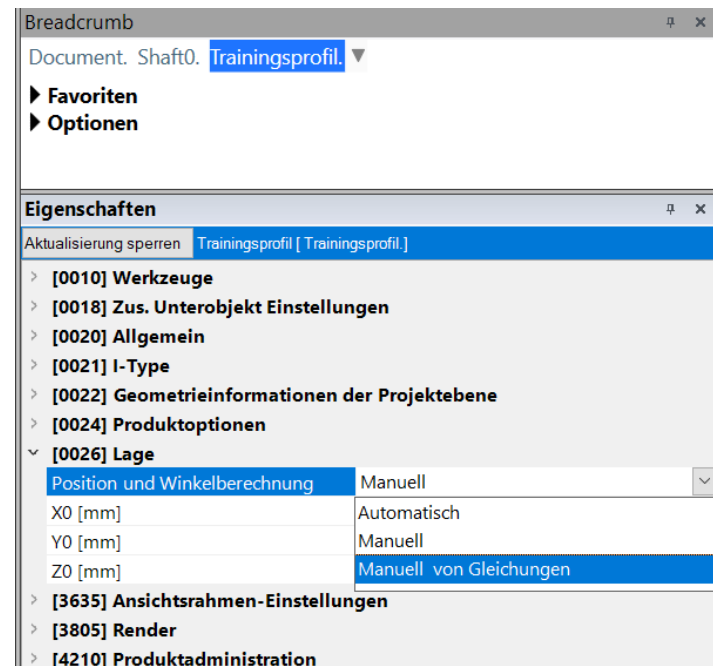 Breadcrumb
Document. Shaft0. Trainingsprofil.
Favoriten
Optionen
Eigenschaften
Aktualisierung sperren Trainingsprofil [ Trainingsprofil.]
[0010] Werkzeuge
[0018] Zus. Unterobjekt Einstellungen
[0020] Allgemein
[0021] I-Type
[0022] Geometrieinformationen der Projektebene
[0024] Produktoptionen
[0026] Lage
Position und Winkelberechnung Manuell
X0 [mm] Automatisch
Y0 [mm] Manuell
Z0 [mm] Manuell von Gleichungen
[3635] Ansichtsrahmen-Einstellungen
[3805] Render
[4210] Produktadministration